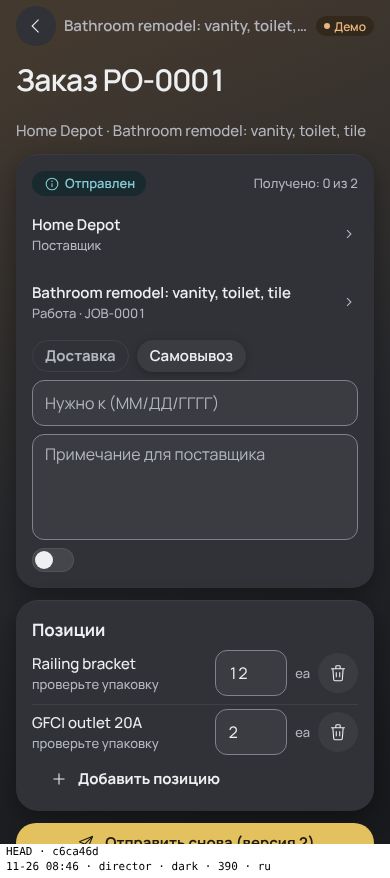 Bathroom remodel: vanity, toilet,…
Демо
Заказ PO-0001
Home Depot · Bathroom remodel: vanity, toilet, tile
Отправлен
Получено: 0 из 2
Home Depot
Поставщик
Bathroom remodel: vanity, toilet, tile
Работа · JOB-0001
Доставка
Самовывоз
Нужно к (ММ/ДД/ГГГГ)
Примечание для поставщика
Позиции
Railing bracket
проверьте упаковку
12
ea
GFCI outlet 20A
проверьте упаковку
2
ea
Добавить позицию
Отправить снова (версия 2)
HEAD · c6ca46d
11-26 08:46 · director · dark · 390 · ru